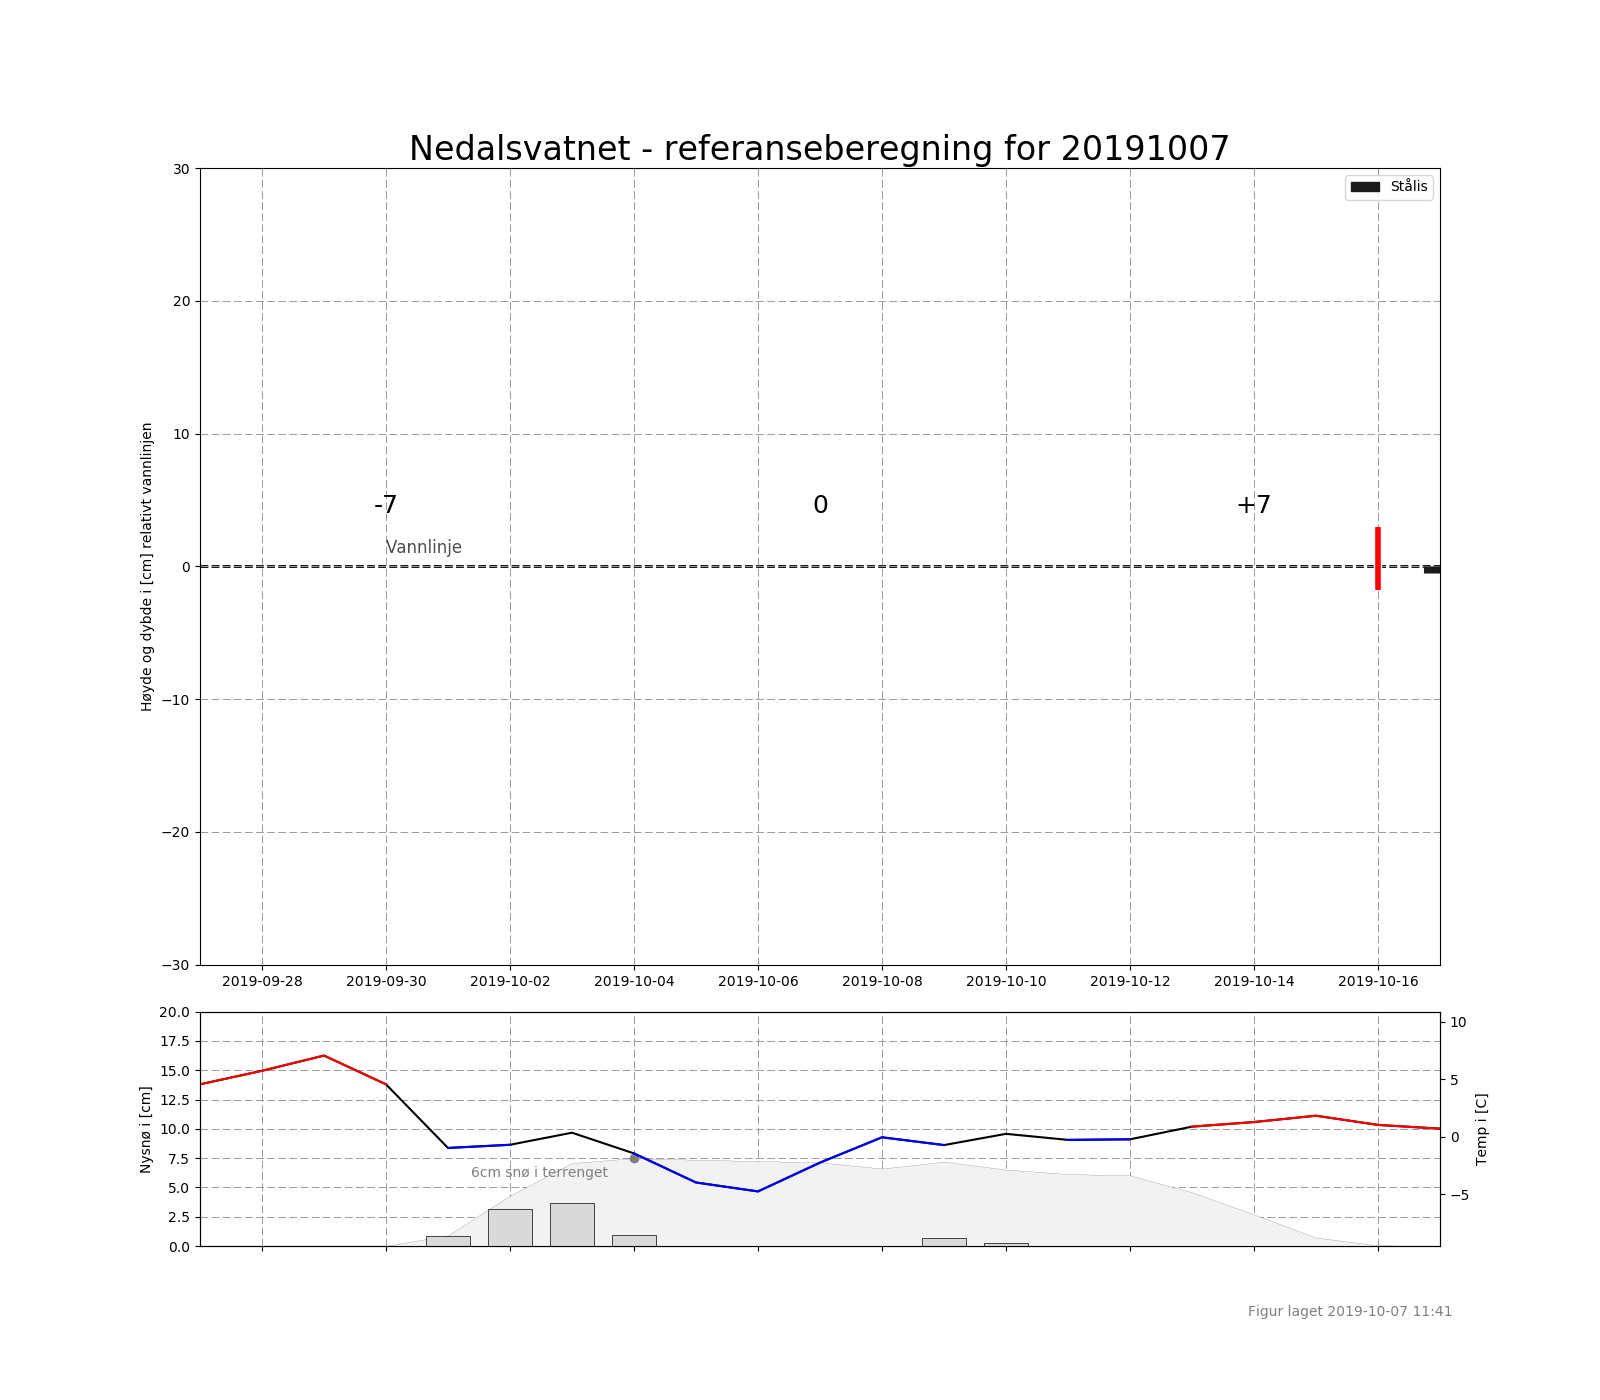 Nedalsvatnet - referanseberegning for 20191007
30
Stålis
20
10
-7 0 +7
Vannlinje
0
−10
−20
−30
Høyde og dybde i [cm] relativt vannlinjen
2019-09-28 2019-09-30 2019-10-02 2019-10-04 2019-10-06 2019-10-08 2019-10-10 2019-10-12 2019-10-14 2019-10-16
20.0
17.5
15.0
12.5
10.0
7.5
5.0
2.5
0.0
Nysnø i [cm]
6cm snø i terrenget
10
5
0
−5
Temp i [C]
Figur laget 2019-10-07 11:41